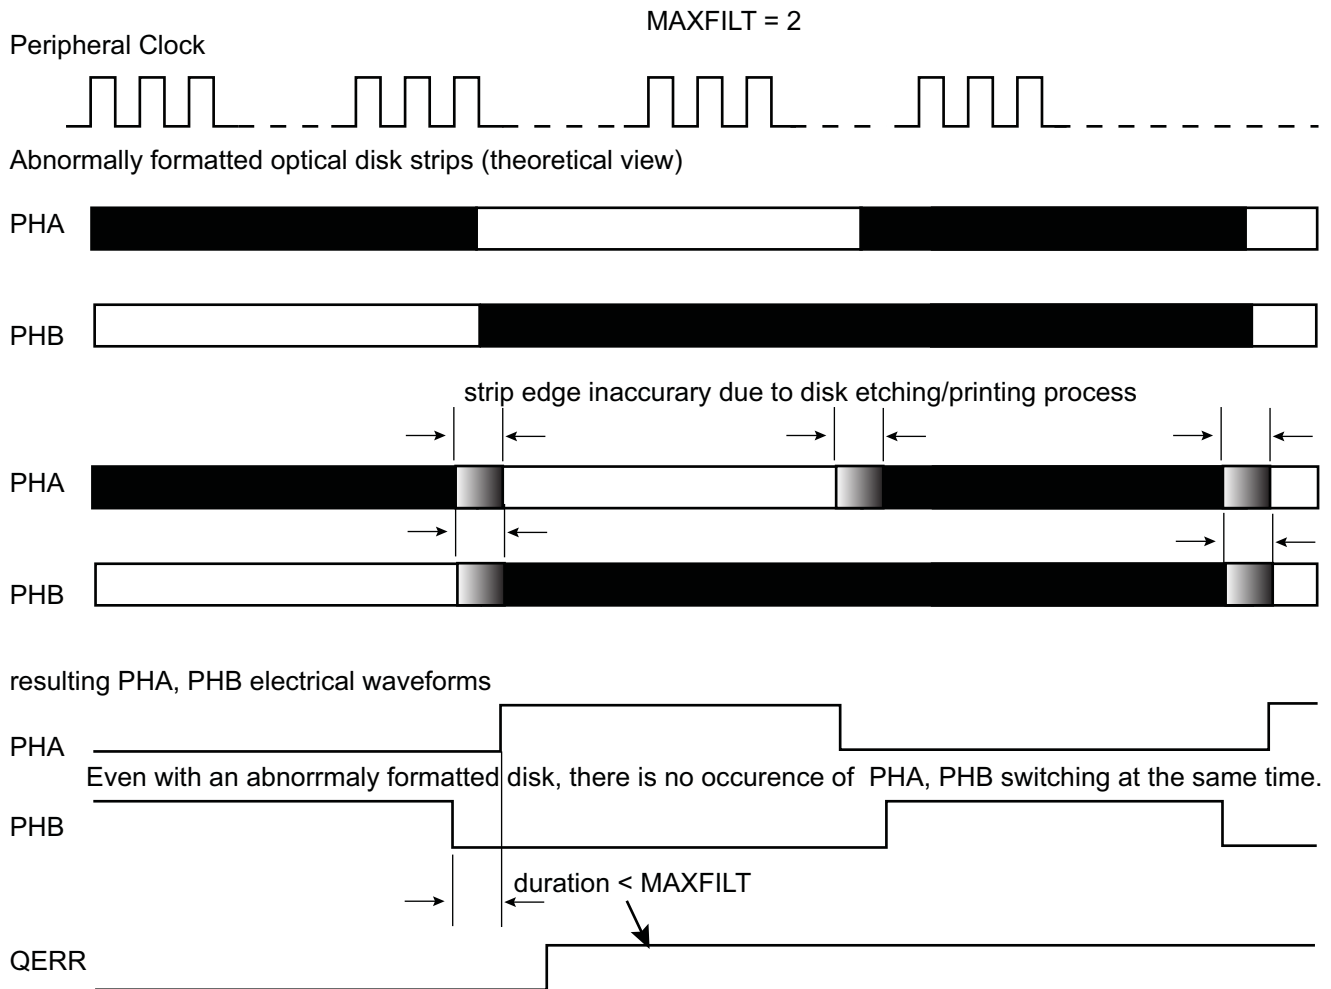 MAXFILT = 2
Peripheral Clock
Abnormally formatted optical disk strips (theoretical view)
PHA
PHB
strip edge inaccurary due to disk etching/printing process
PHA
PHB
resulting PHA, PHB electrical waveforms
PHA
Even with an abnorrmaly formatted disk, there is no occurence of PHA, PHB switching at the same time.
PHB
duration < MAXFILT
QERR